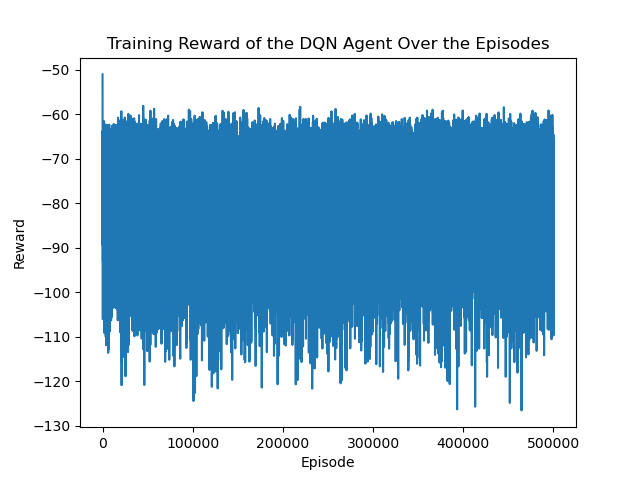 Training Reward of the DQN Agent Over the Episodes
−50
−60
−70
−80
−90
−100
−110
−120
−130
Reward
0 100000 200000 300000 400000 500000
Episode